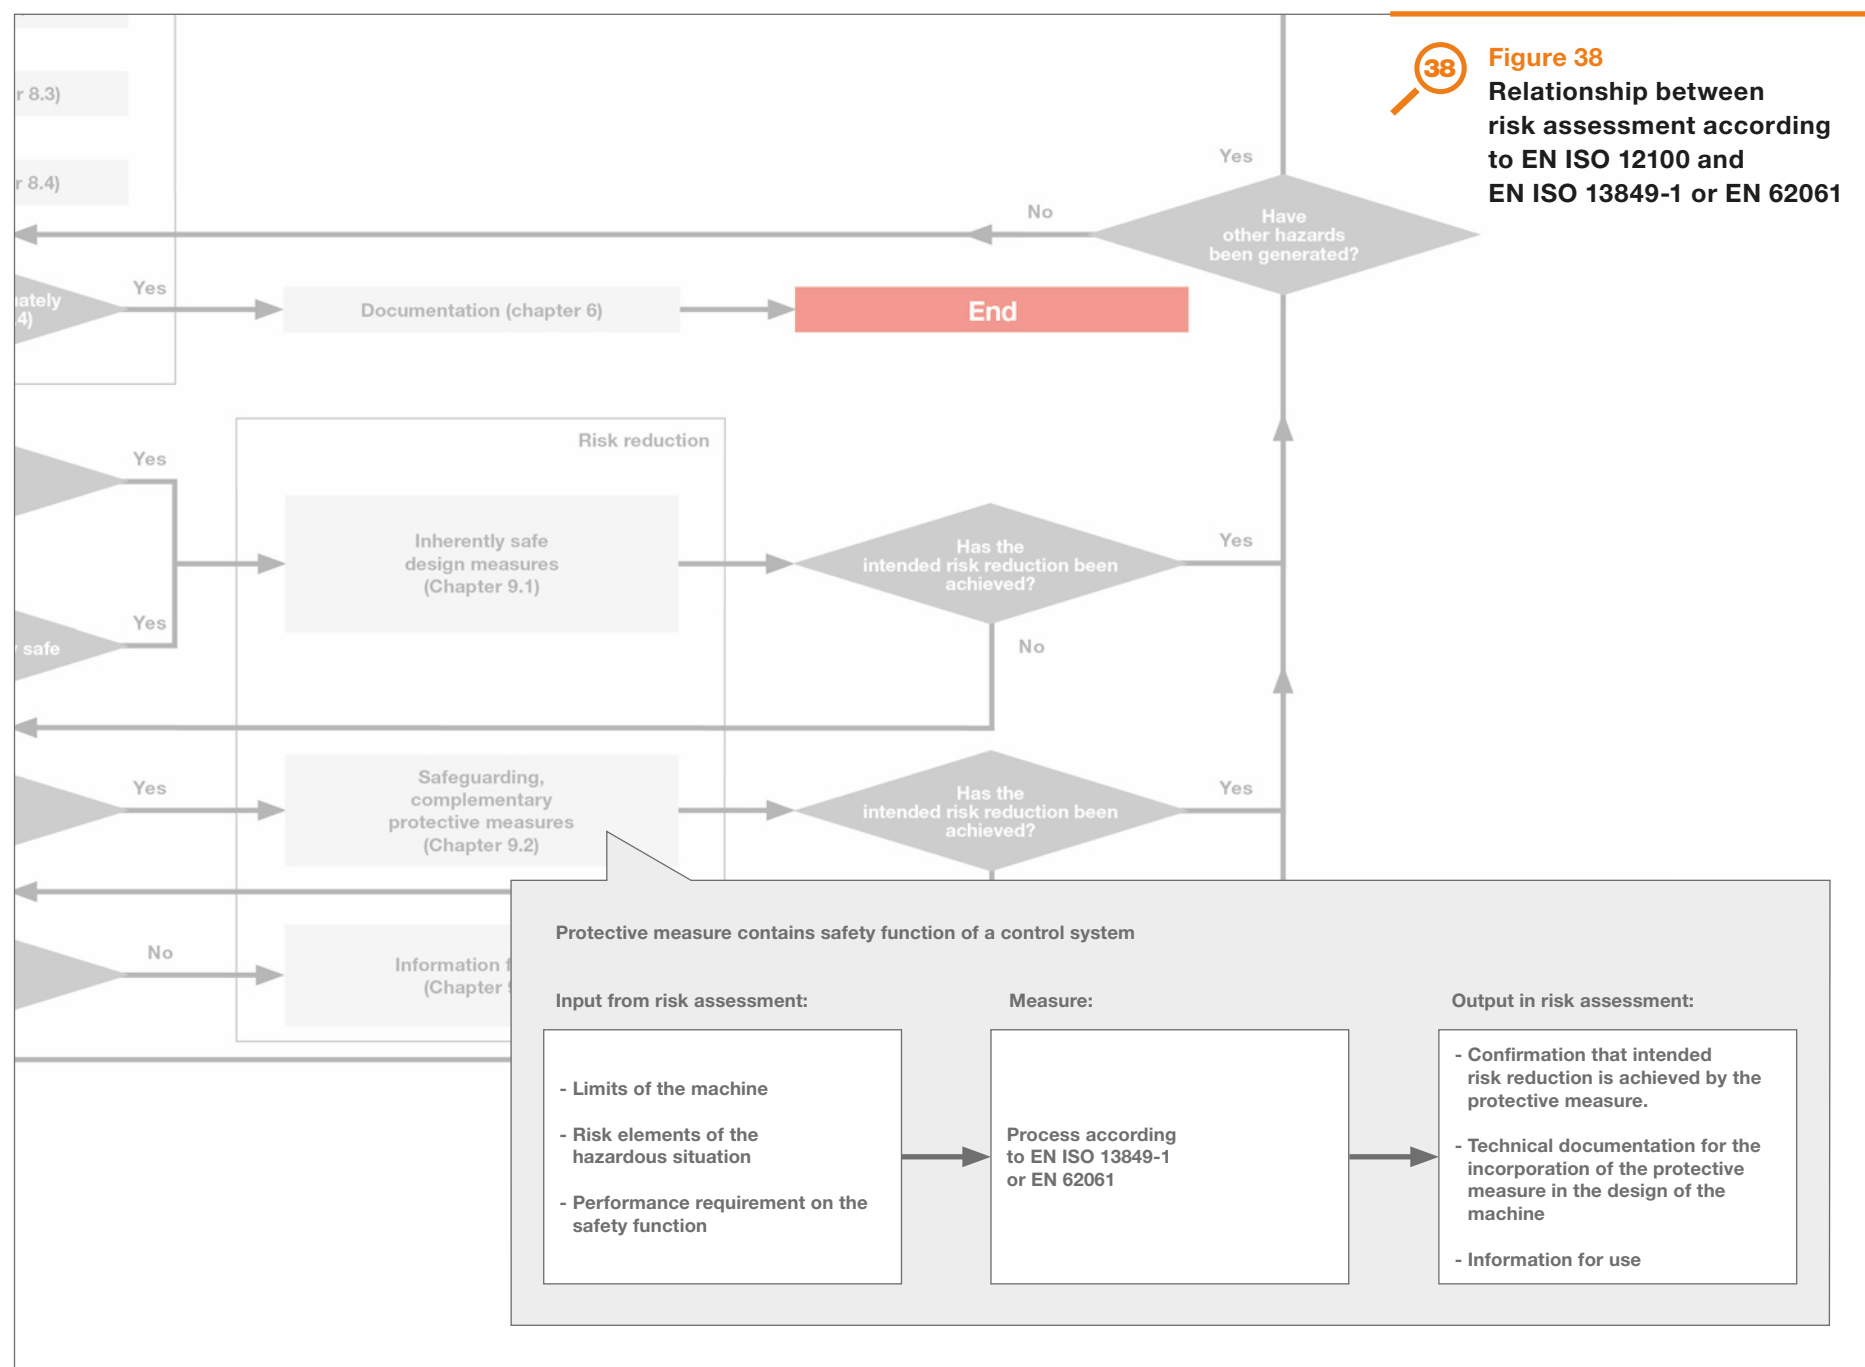 38
Figure 38
Relationship between
risk assessment according
to EN ISO 12100 and
EN ISO 13849-1 or EN 62061
r 8.3)
r 8.4)
Yes
No
Have
other hazards
been generated?
ately
.4)
Yes
Documentation (chapter 6)
End
Risk reduction
Yes
Inherently safe
design measures
(Chapter 9.1)
Has the
intended risk reduction been
achieved?
Yes
Yes
safe
No
Yes
Safeguarding,
complementary
protective measures
(Chapter 9.2)
Has the
intended risk reduction been
achieved?
Yes
No
Information f
(Chapter 9
Protective measure contains safety function of a control system
Input from risk assessment:
- Limits of the machine
- Risk elements of the
hazardous situation
- Performance requirement on the
safety function
Measure:
Process according
to EN ISO 13849-1
or EN 62061
Output in risk assessment:
- Confirmation that intended
risk reduction is achieved by the
protective measure.
- Technical documentation for the
incorporation of the protective
measure in the design of the
machine
- Information for use